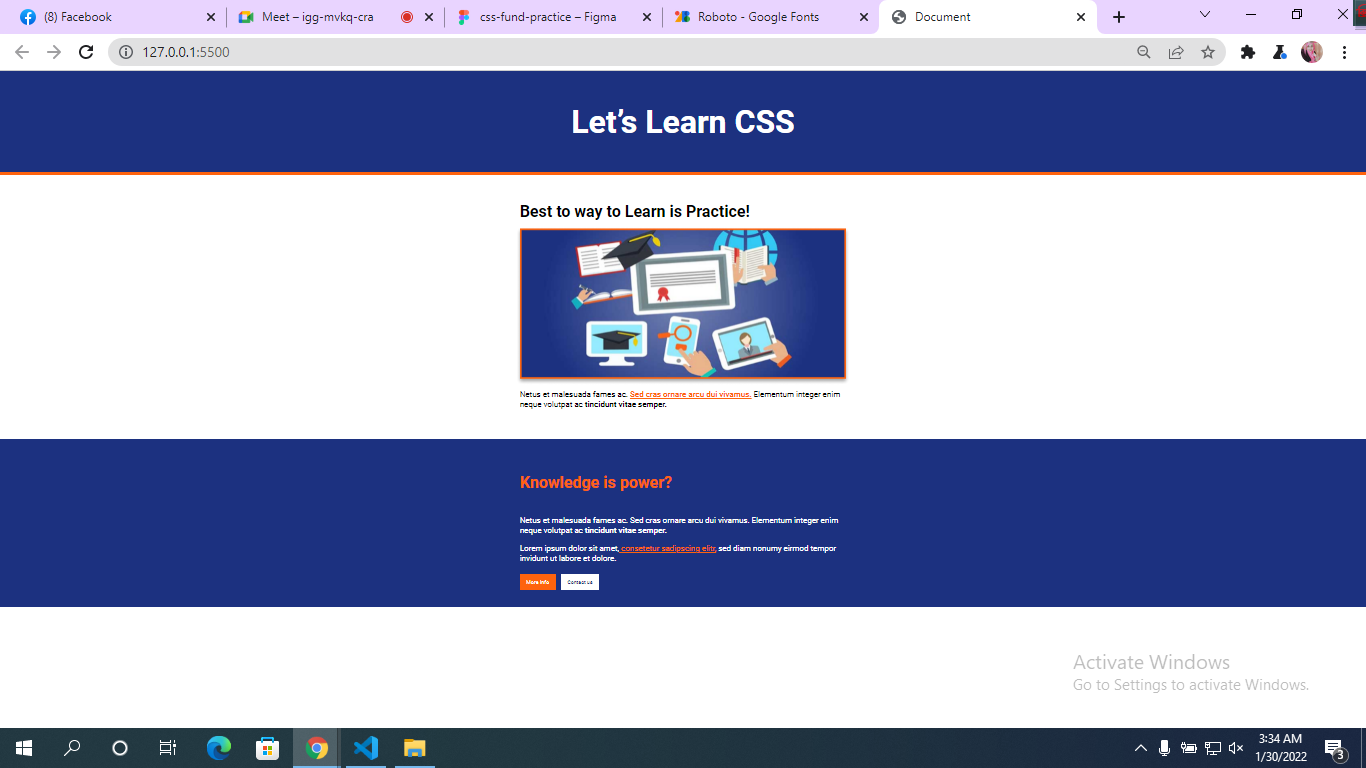 (8) Facebook
Meet – igg-mvkq-cra
css-fund-practice – Figma
Roboto - Google Fonts
Document
127.0.0.1:5500
Let’s Learn CSS
Best to way to Learn is Practice!
Netus et malesuada fames ac. Sed cras ornare arcu dui vivamus. Elementum integer enim
neque volutpat ac tincidunt vitae semper.
Knowledge is power?
Netus et malesuada fames ac. Sed cras ornare arcu dui vivamus. Elementum integer enim
neque volutpat ac tincidunt vitae semper.
Lorem ipsum dolor sit amet, consetetur sadipscing elitr, sed diam nonumy eirmod tempor
invidunt ut labore et dolore.
More Info
Contact us
Activate Windows
Go to Settings to activate Windows.
3:34 AM
1/30/2022
3